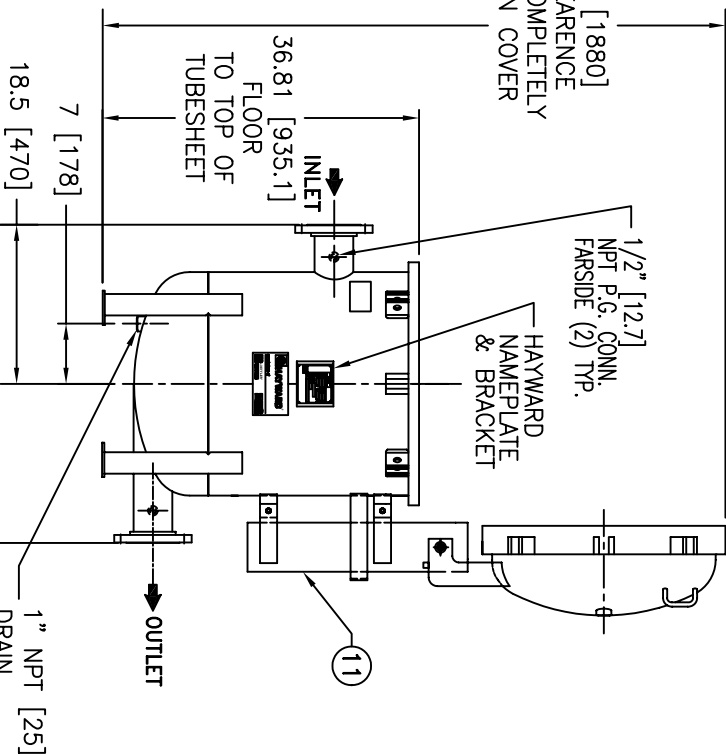 [1880]
COMPLETELY
COVER
36.81 [935.1]
FLOOR
TO TOP OF
TUBESHEET
7 [178]
18.5 [470]
INLET
1/2" [12.7]
NPT P.G. CONN.
FARSIDE (2) TYP.
HAYWARD
NAMEPLATE
& BRACKET
HAYWARD
11
OUTLET
1" NPT [25]
DRAIN